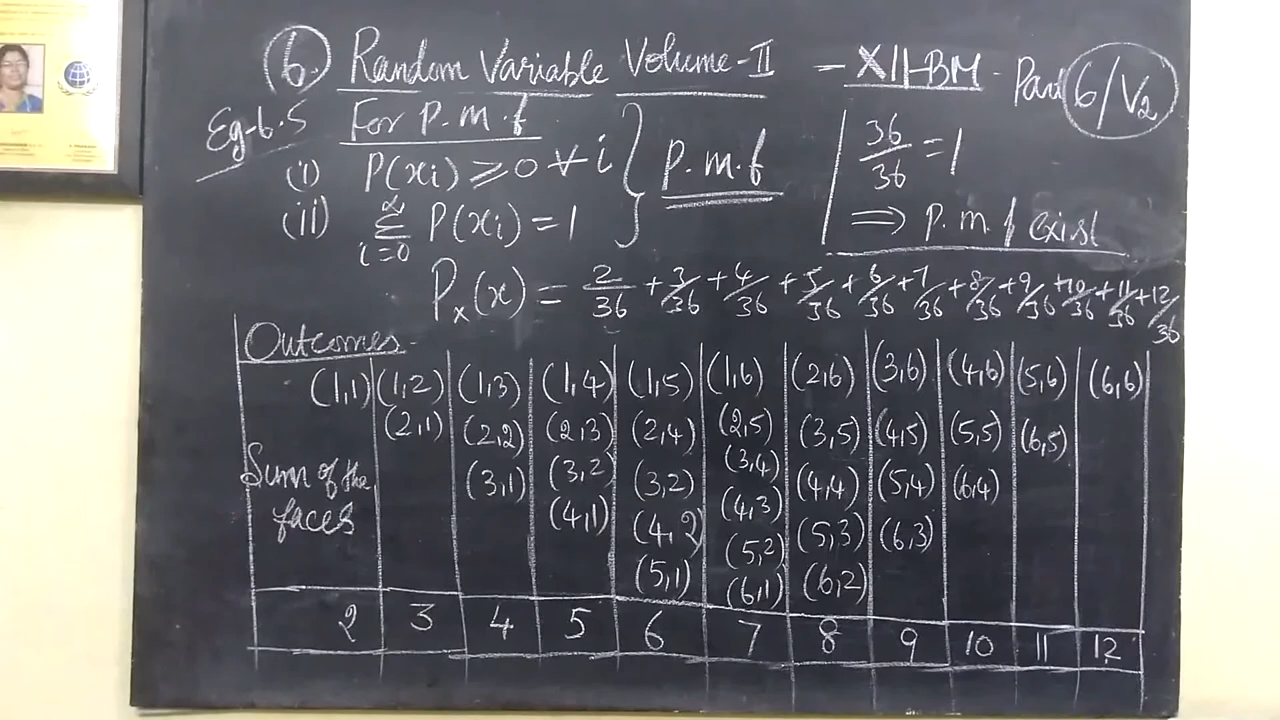 6. Random Variable Volume-II - XII-BM - Part 6/V2
Eg-6.5 For P.m.f
(i) P(xi) ≥ 0 ∀ i } P.m.f
(ii) ∞ Σ i=0 P(xi) = 1
36/36 = 1
⇒ P.m.f exist
Px(x) = 2/36 + 3/36 + 4/36 + 5/36 + 6/36 + 7/36 + 8/36 + 9/36 + 10/36 + 11/36 + 12/36
Outcomes
(1,1) (1,2) (1,3) (1,4) (1,5) (1,6) (2,6) (3,6) (4,6) (5,6) (6,6)
(2,1) (2,2) (2,3) (2,4) (2,5) (3,5) (4,5) (5,5) (6,5)
(3,1) (3,2) (3,2) (3,4) (4,4) (5,4) (6,4)
(4,1) (4,2) (4,3) (5,3) (6,3)
(5,1) (5,2) (6,2)
(6,1)
Sum of the
faces
2 3 4 5 6 7 8 9 10 11 12